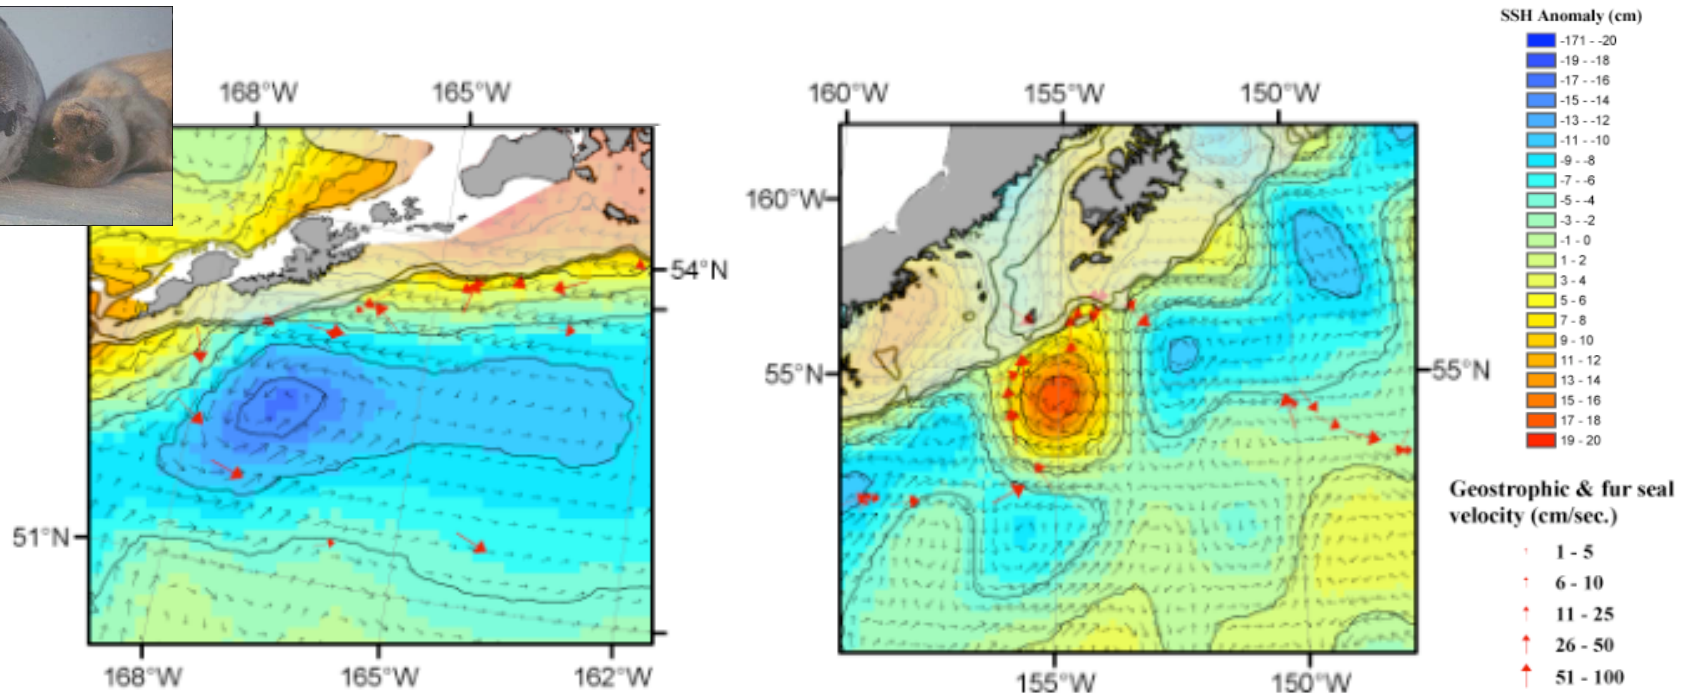 168°W 165°W
54°N
51°N
168°W 165°W 162°W
160°W 155°W 150°W
160°W
55°N
55°N
155°W 150°W
SSH Anomaly (cm)
-171 - -20
-19 - -18
-17 - -16
-15 - -14
-13 - -12
-11 - -10
-9 - -8
-7 - -6
-5 - -4
-3 - -2
-1 - 0
1 - 2
3 - 4
5 - 6
7 - 8
9 - 10
11 - 12
13 - 14
15 - 16
17 - 18
19 - 20
Geostrophic & fur seal
velocity (cm/sec.)
1 - 5
6 - 10
11 - 25
26 - 50
51 - 100